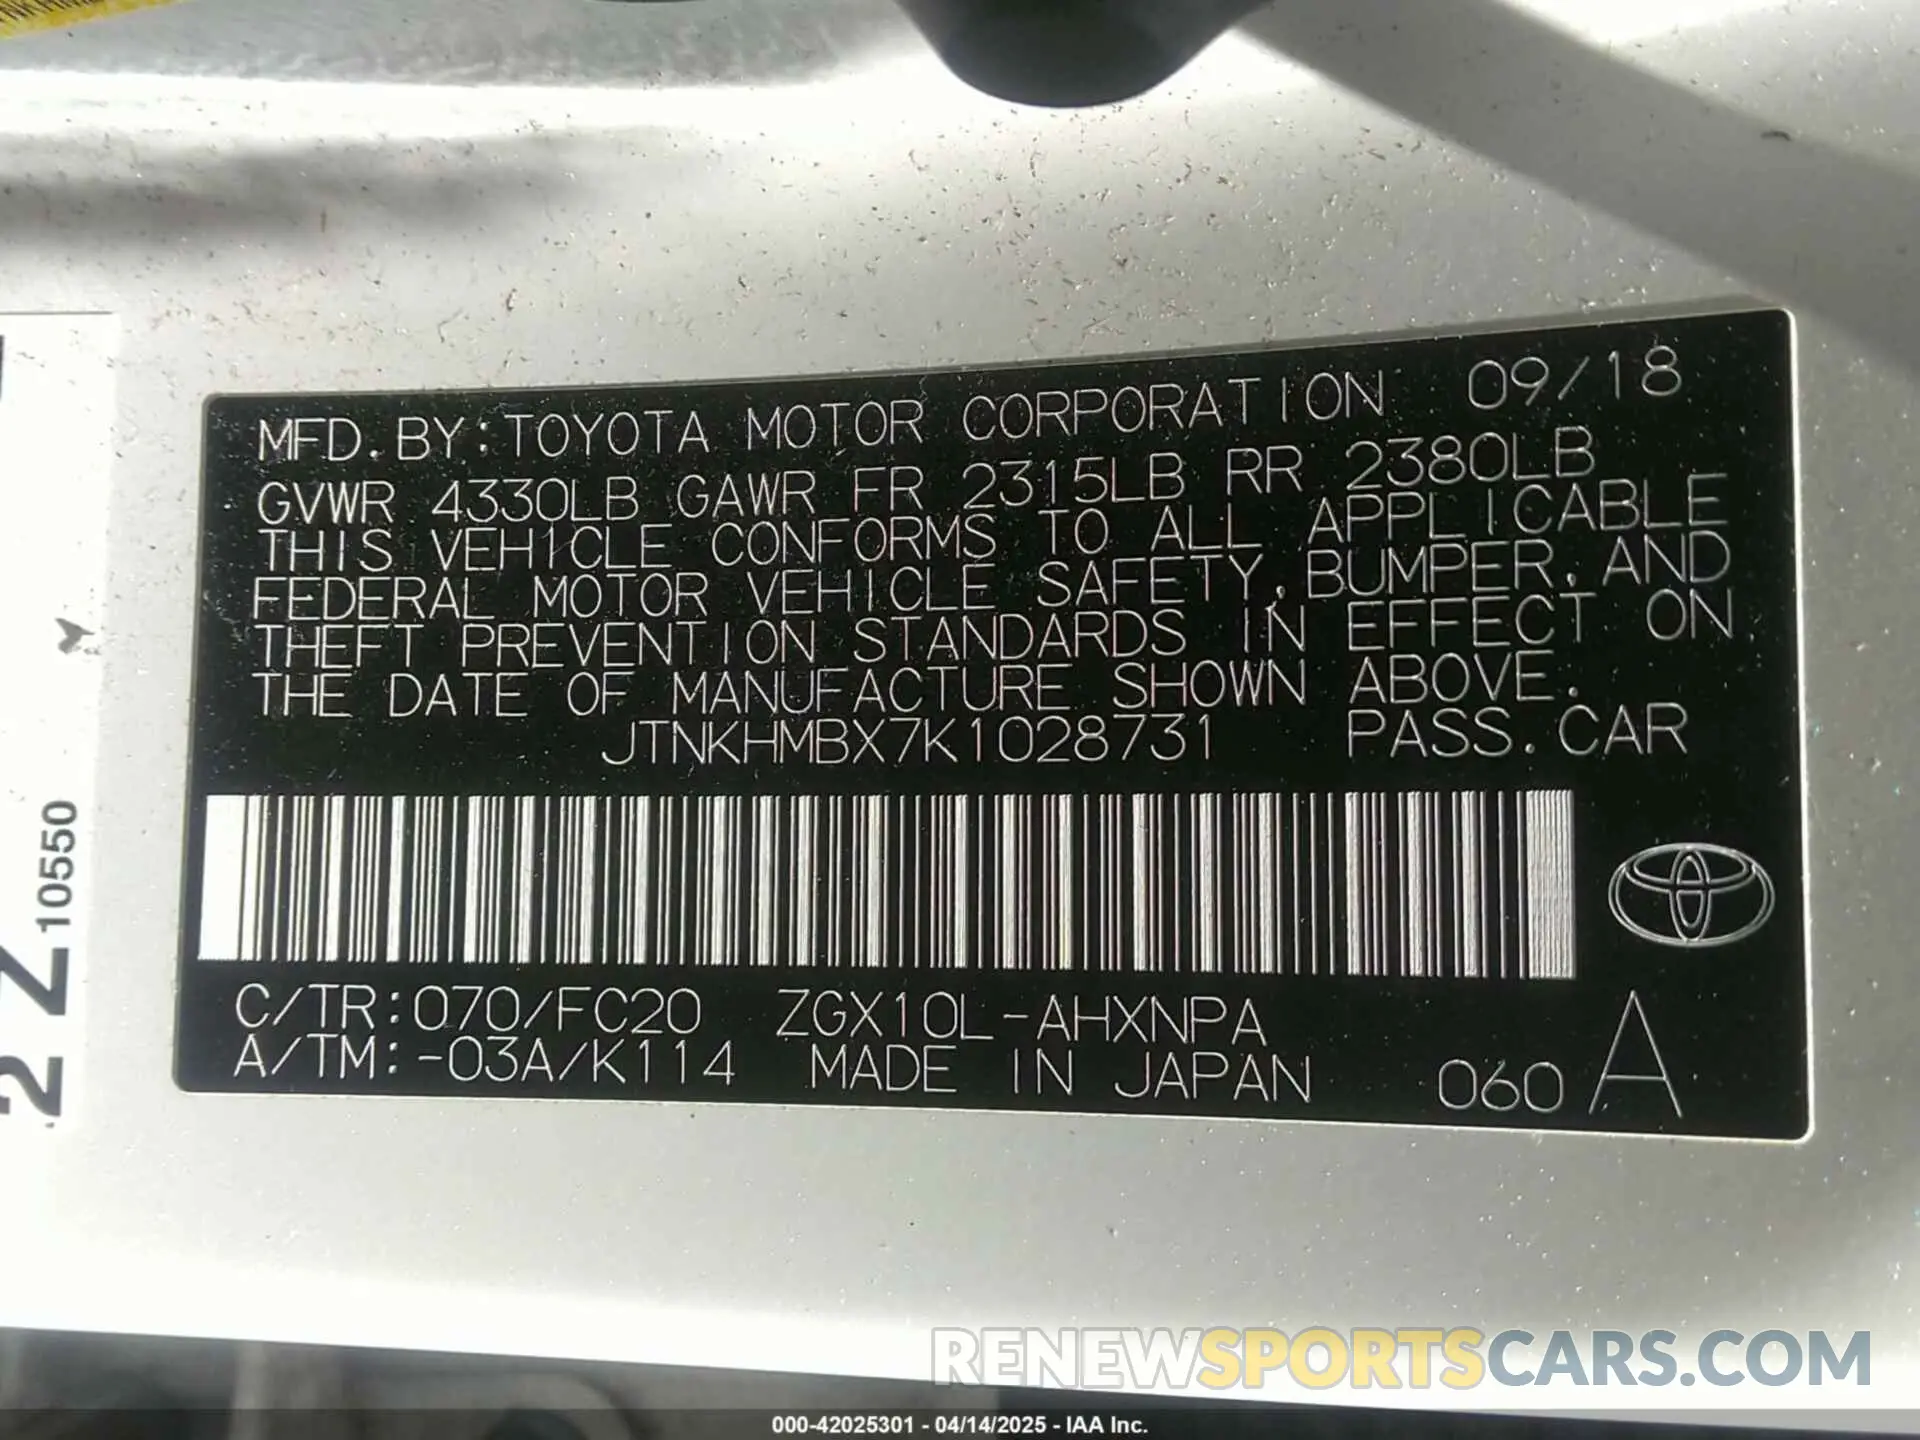 MFD. BY: TOYOTA MOTOR CORPORATION 09/18
GVWR 4330LB GAWR FR 2315LB RR 2380LB
THIS VEHICLE CONFORMS TO ALL APPLICABLE
FEDERAL MOTOR VEHICLE SAFETY, BUMPER, AND
THEFT PREVENTION STANDARDS IN EFFECT ON
THE DATE OF MANUFACTURE SHOWN ABOVE.
JTNKHMBX7K1028731 PASS. CAR
C/TR: 070/FC20 ZGX10L-AHXNPA
A/TM: -03A/K114 MADE IN JAPAN 060 A
10550
RENEWSPORTSCARS.COM
000-42025301 - 04/14/2025 - IAA Inc.